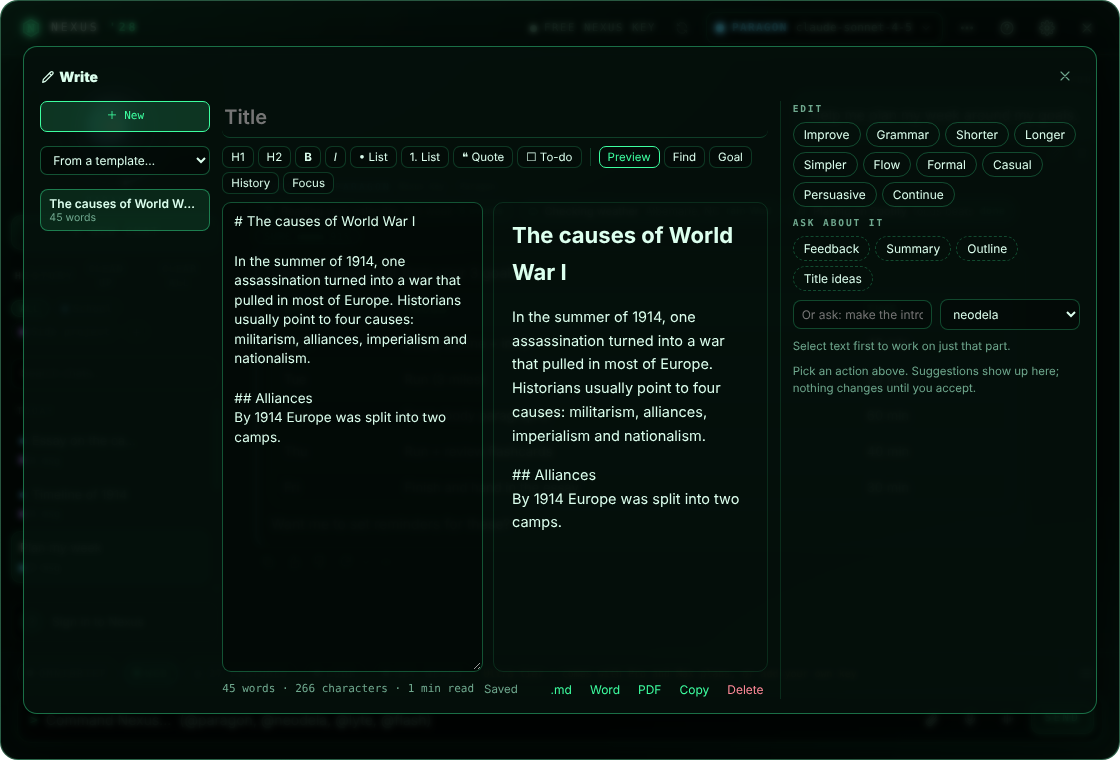 NEXUS '20
FREE NEXUS KEY
PARAGON
Write
+ New
From a template...
The causes of World W...
45 words
Title
H1 H2 B I • List 1. List ❝ Quote ☐ To-do Preview Find Goal
History Focus
# The causes of World War I
In the summer of 1914, one
assassination turned into a war that
pulled in most of Europe. Historians
usually point to four causes:
militarism, alliances, imperialism and
nationalism.
## Alliances
By 1914 Europe was split into two
camps.
The causes of World
War I
In the summer of 1914, one
assassination turned into a war
that pulled in most of Europe.
Historians usually point to four
causes: militarism, alliances,
imperialism and nationalism.
## Alliances
By 1914 Europe was split into two
camps.
45 words · 266 characters · 1 min read Saved .md Word PDF Copy Delete
EDIT
Improve Grammar Shorter Longer
Simpler Flow Formal Casual
Persuasive Continue
ASK ABOUT IT
Feedback Summary Outline
Title ideas
Or ask: make the intro neodela
Select text first to work on just that part.
Pick an action above. Suggestions show up here;
nothing changes until you accept.